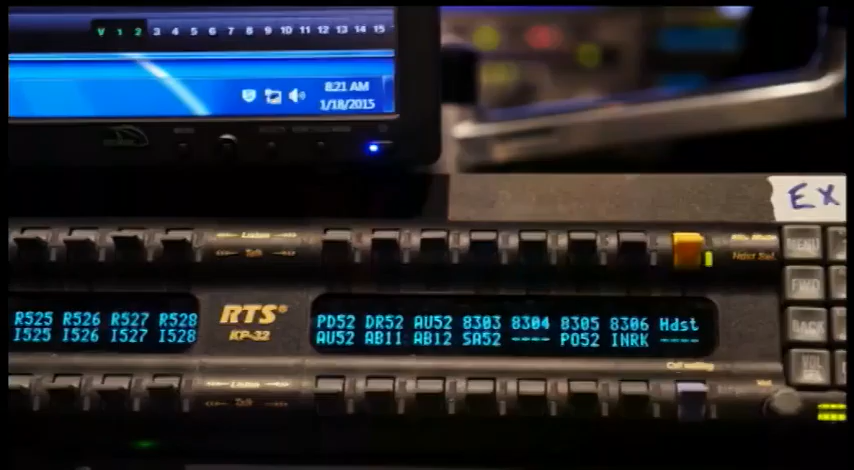 V 1 2 3 4 5 6 7 8 9 10 11 12 13 14 15
8:21 AM
1/18/2015
EX
Listen
Talk
R525 R526 R527 R528
I525 I526 I527 I528
RTS®
KP-32
PD52 DR52 AU52 8303 8304 8305 8306 Hdst
AU52 AB11 AB12 SA52 ---- PO52 INRK ----
FWD
BACK
Call waiting
Listen
Talk
Vol